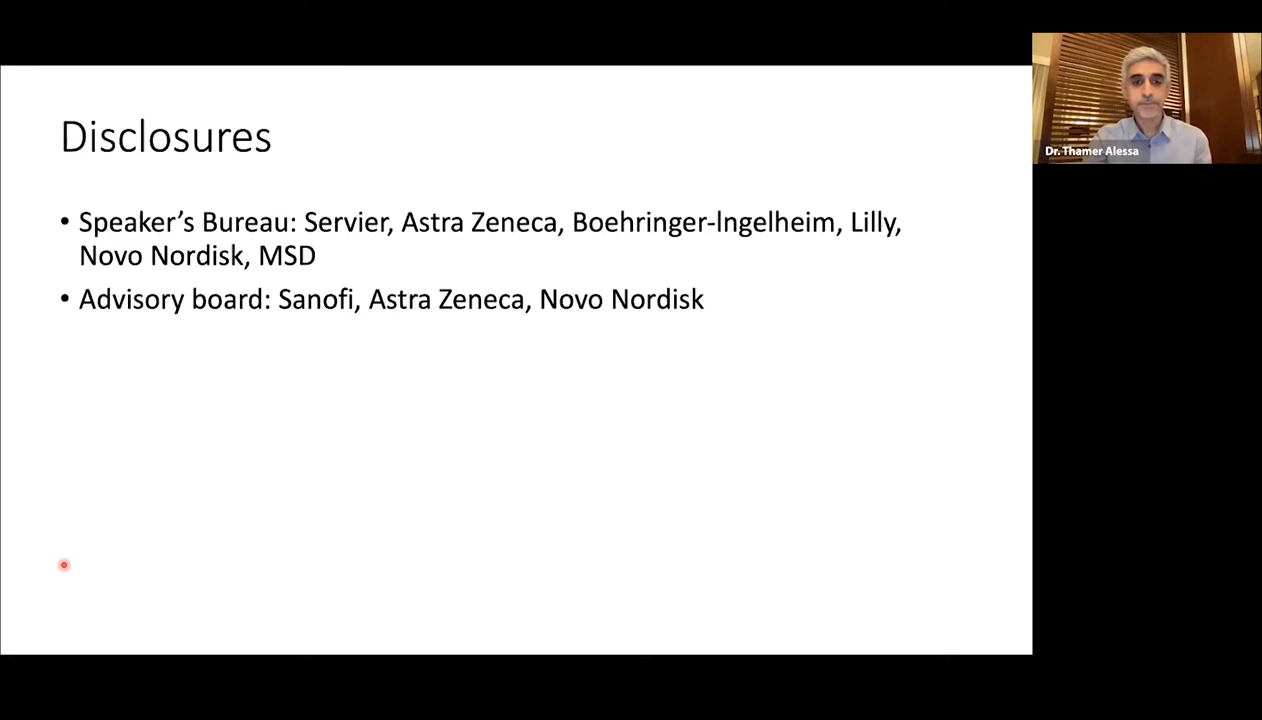 Disclosures
• Speaker’s Bureau: Servier, Astra Zeneca, Boehringer-lngelheim, Lilly,
Novo Nordisk, MSD
• Advisory board: Sanofi, Astra Zeneca, Novo Nordisk
Dr. Thamer Alessa